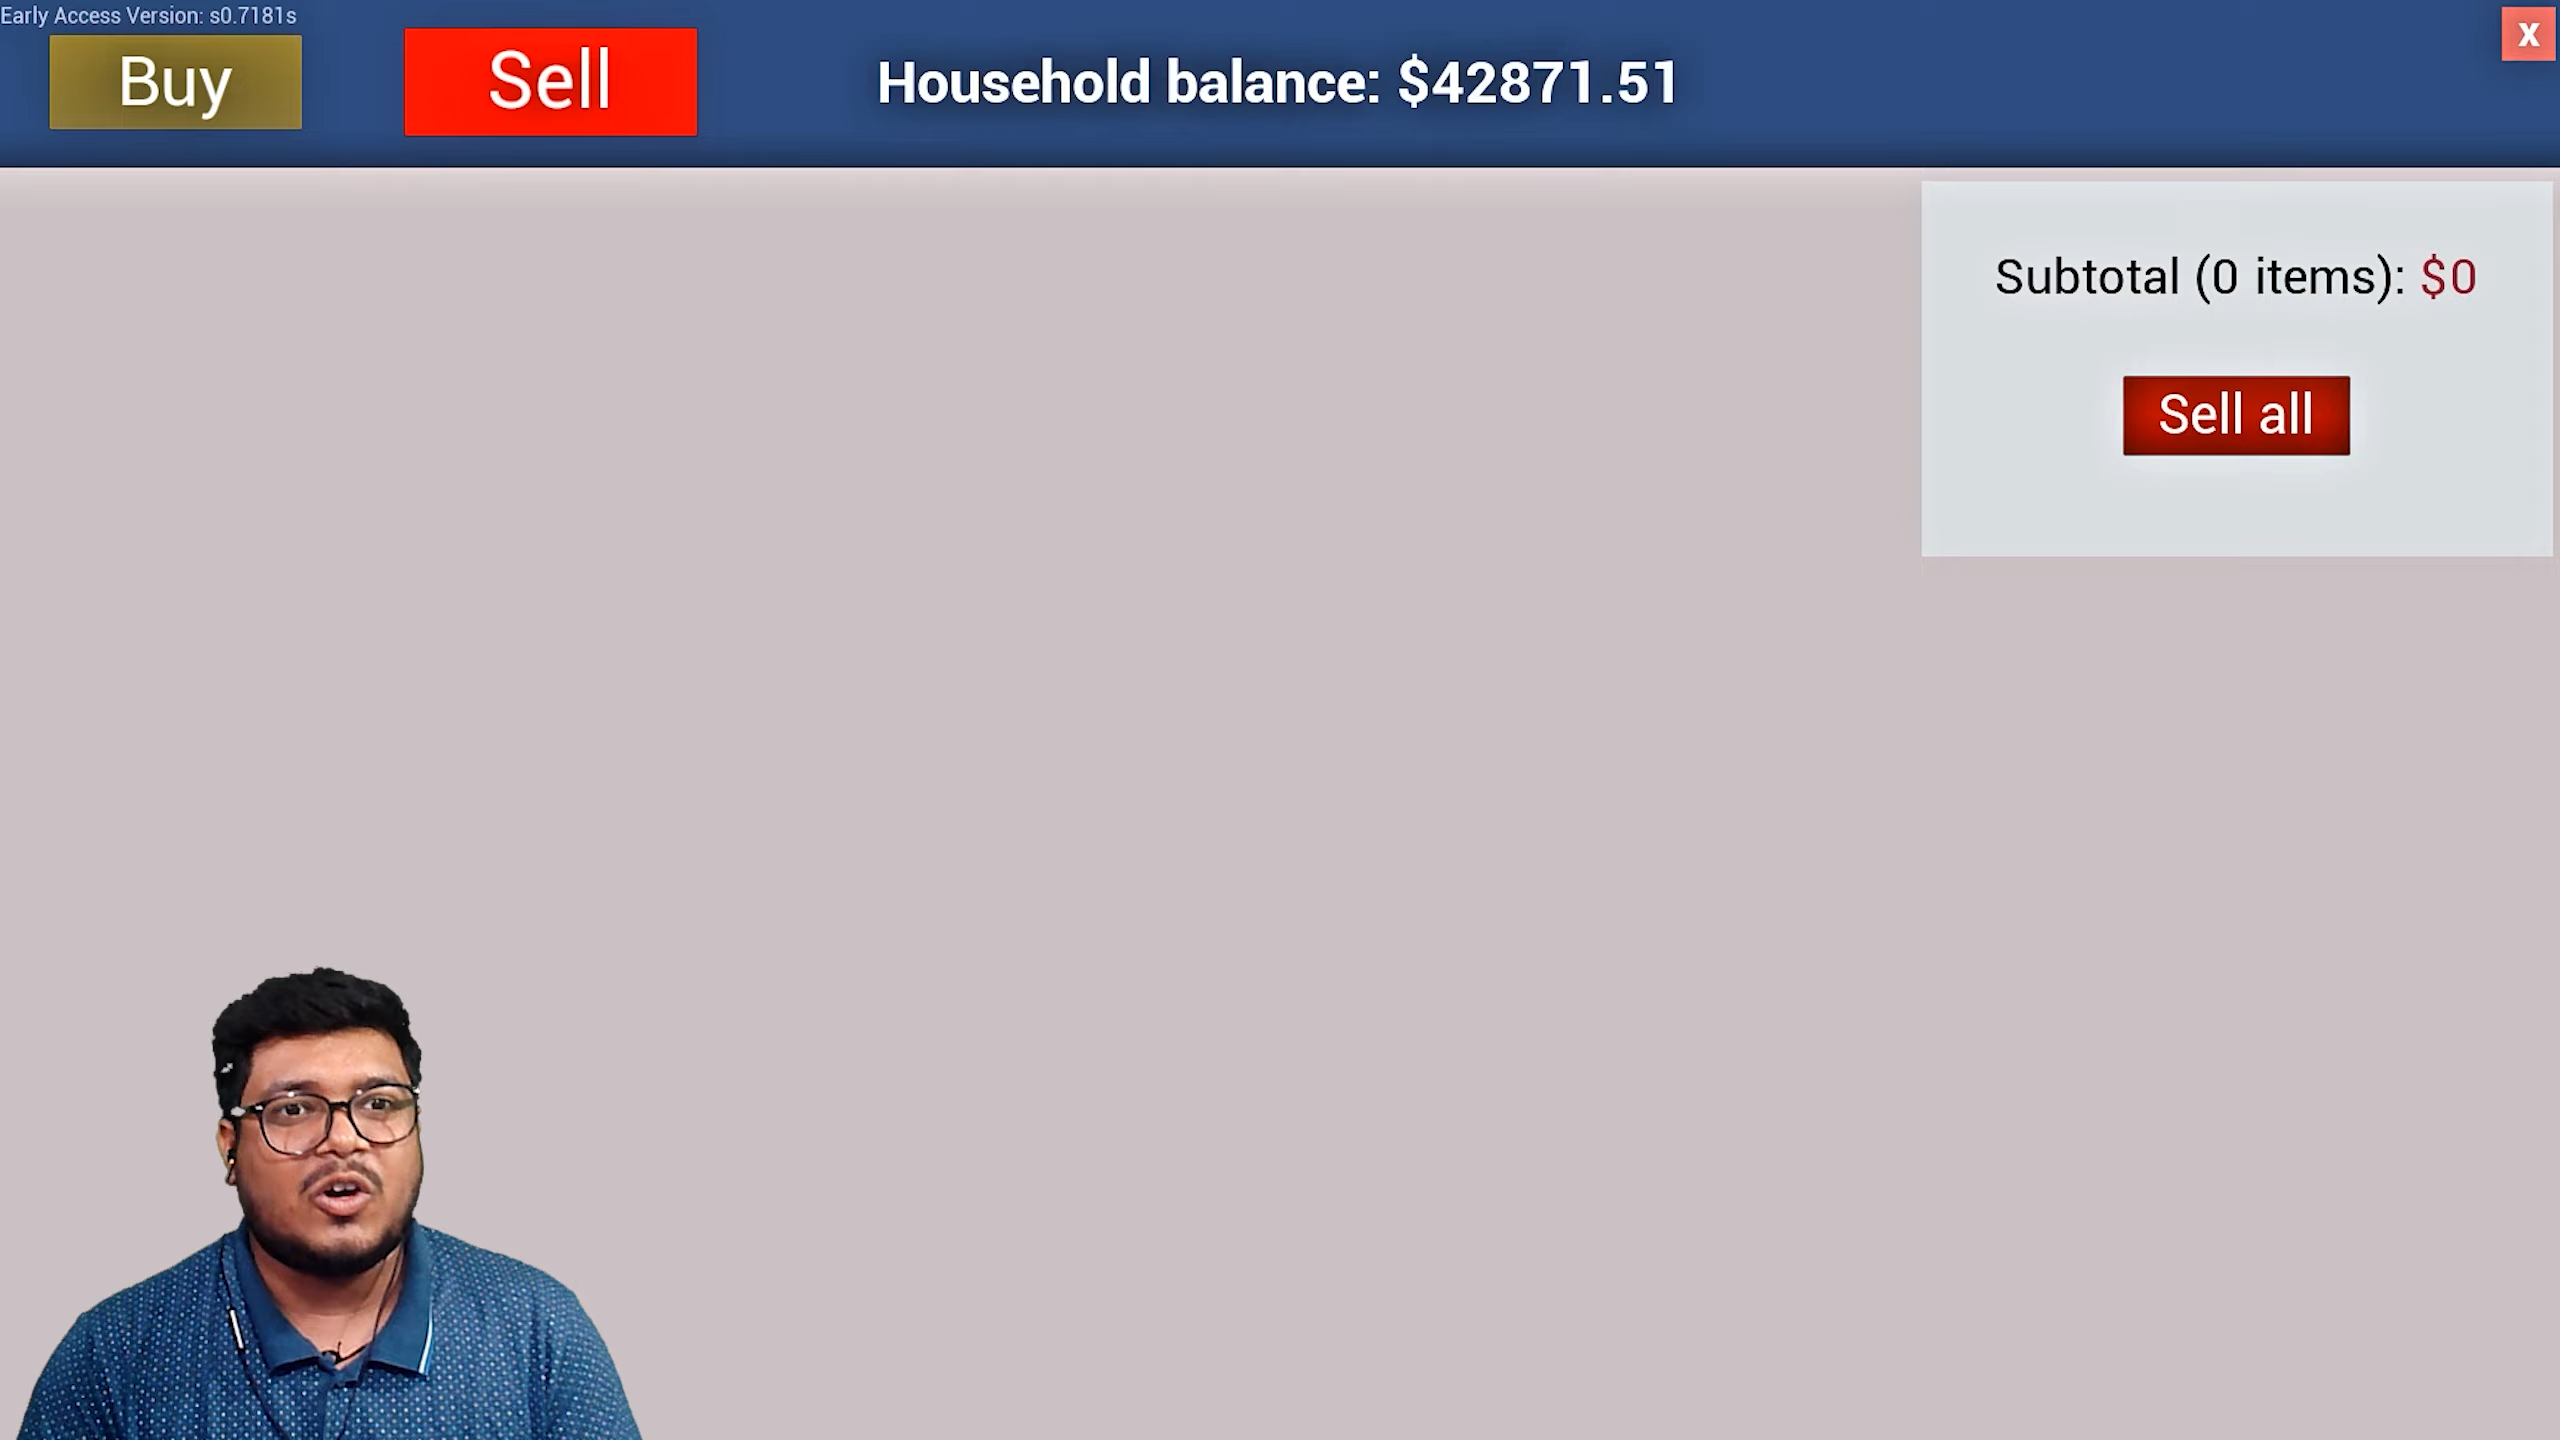 Early Access Version: s0.7181s
Buy
Sell
Household balance: $42871.51
x
Subtotal (0 items): $0
Sell all